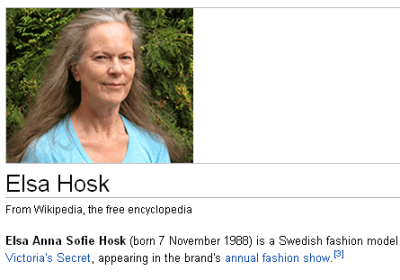 Elsa Hosk
From Wikipedia, the free encyclopedia
Elsa Anna Sofie Hosk (born 7 November 1988) is a Swedish fashion model
Victoria's Secret, appearing in the brand's annual fashion show.[3]